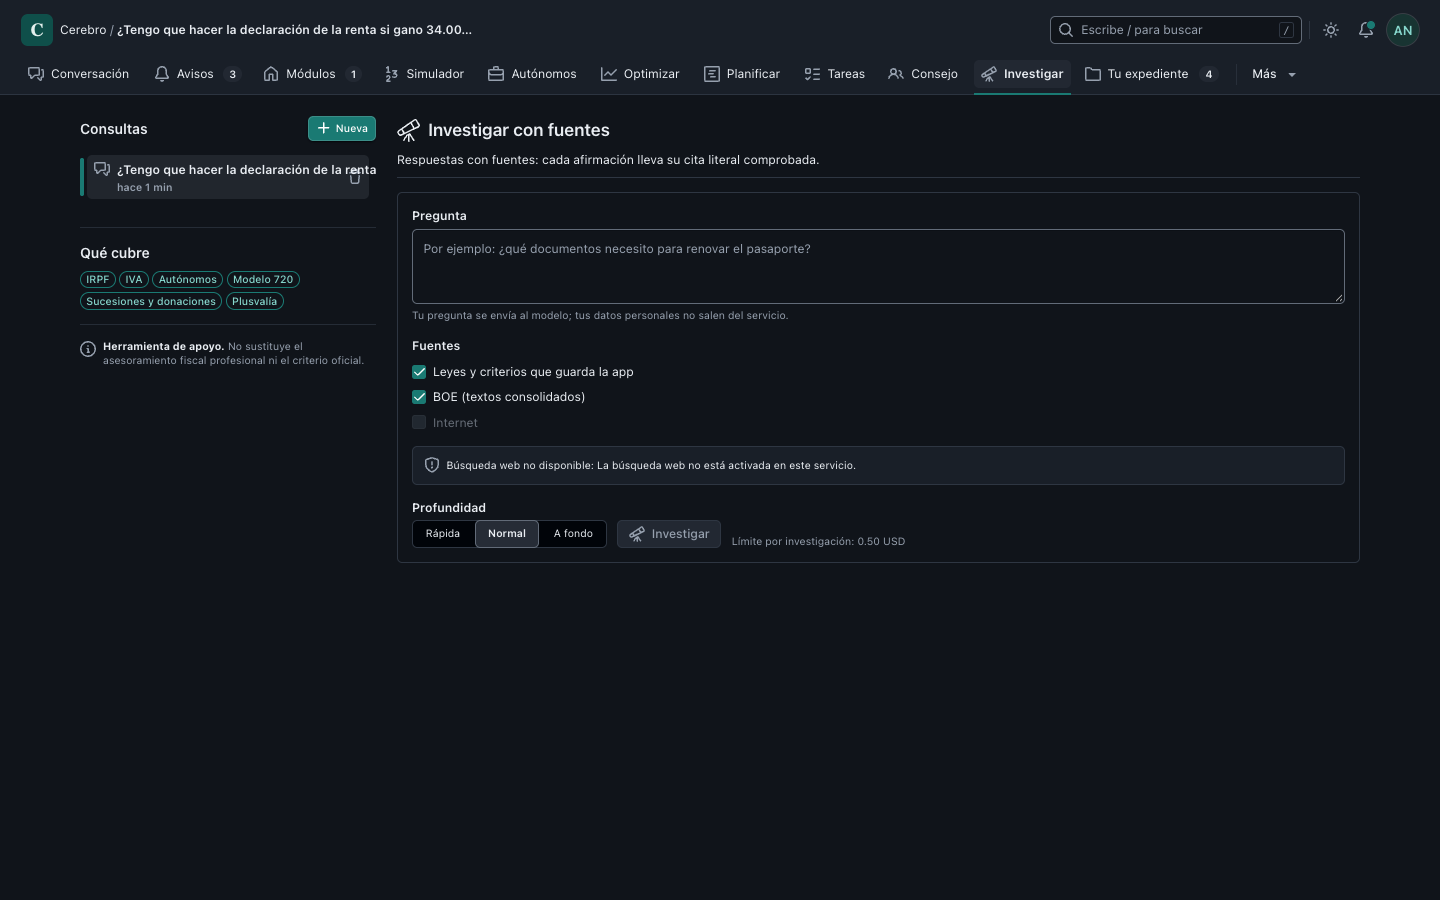 C Cerebro / ¿Tengo que hacer la declaración de la renta si gano 34.00... Escribe / para buscar / AN
Conversación Avisos 3 Módulos 1 Simulador Autónomos Optimizar Planificar Tareas Consejo Investigar Tu expediente 4 Más
Consultas + Nueva
¿Tengo que hacer la declaración de la renta
hace 1 min
Qué cubre
IRPF IVA Autónomos Modelo 720
Sucesiones y donaciones Plusvalía
Herramienta de apoyo. No sustituye el
asesoramiento fiscal profesional ni el criterio oficial.
Investigar con fuentes
Respuestas con fuentes: cada afirmación lleva su cita literal comprobada.
Pregunta
Por ejemplo: ¿qué documentos necesito para renovar el pasaporte?
Tu pregunta se envía al modelo; tus datos personales no salen del servicio.
Fuentes
Leyes y criterios que guarda la app
BOE (textos consolidados)
Internet
Búsqueda web no disponible: La búsqueda web no está activada en este servicio.
Profundidad
Rápida Normal A fondo Investigar Límite por investigación: 0.50 USD